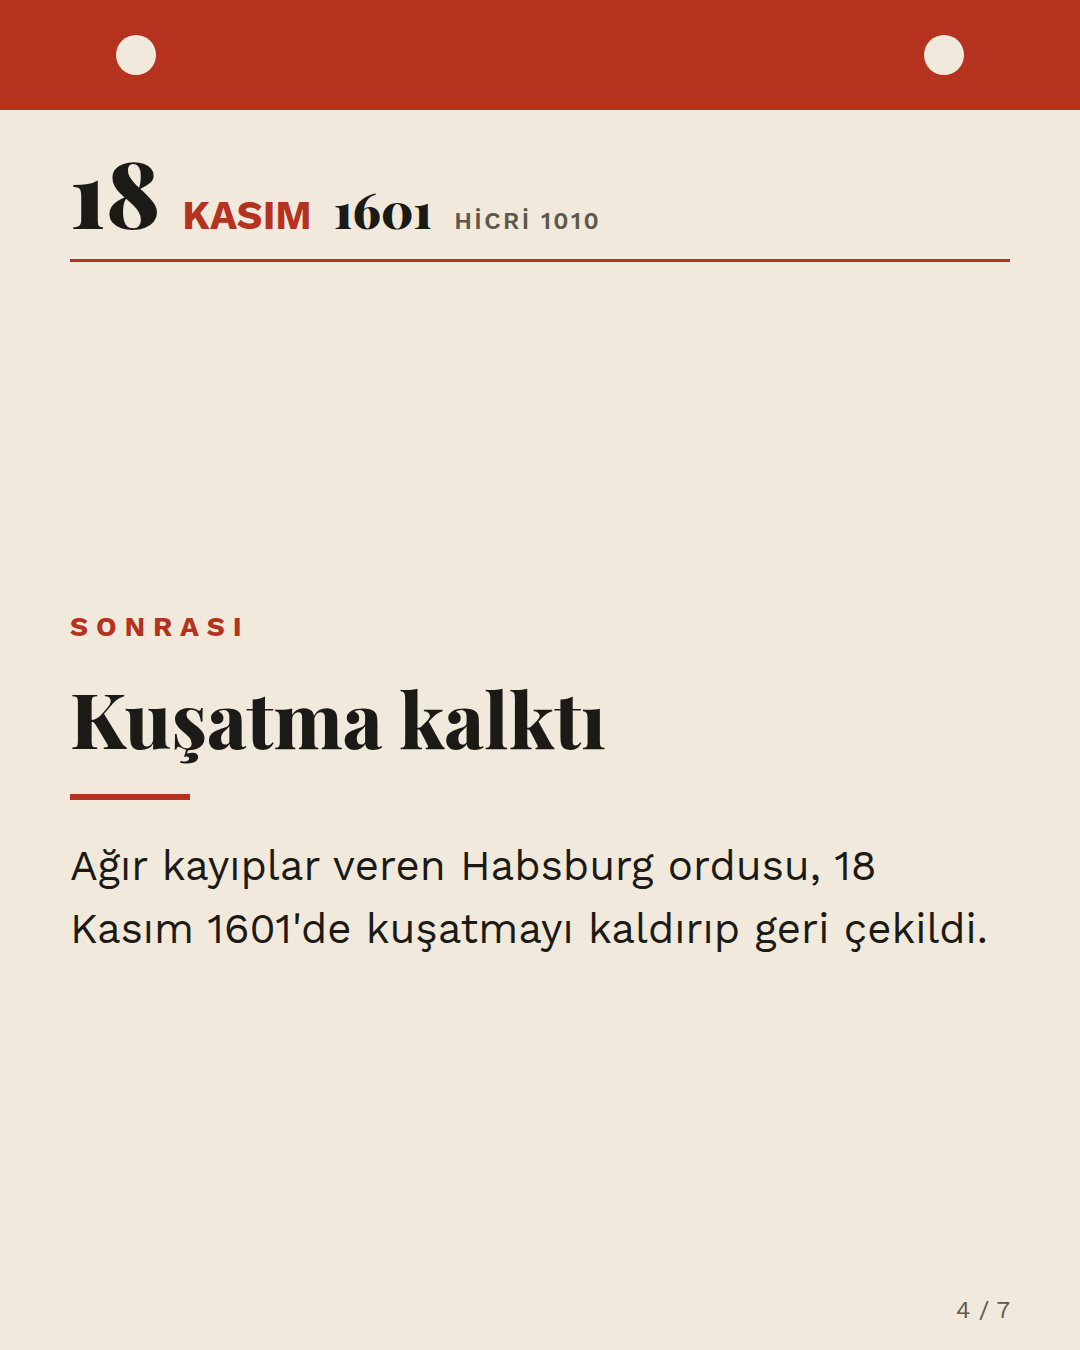 18 KASIM 1601 HİCRİ 1010
SONRASI
Kuşatma kalktı
Ağır kayıplar veren Habsburg ordusu, 18
Kasım 1601'de kuşatmayı kaldırıp geri çekildi.
4 / 7